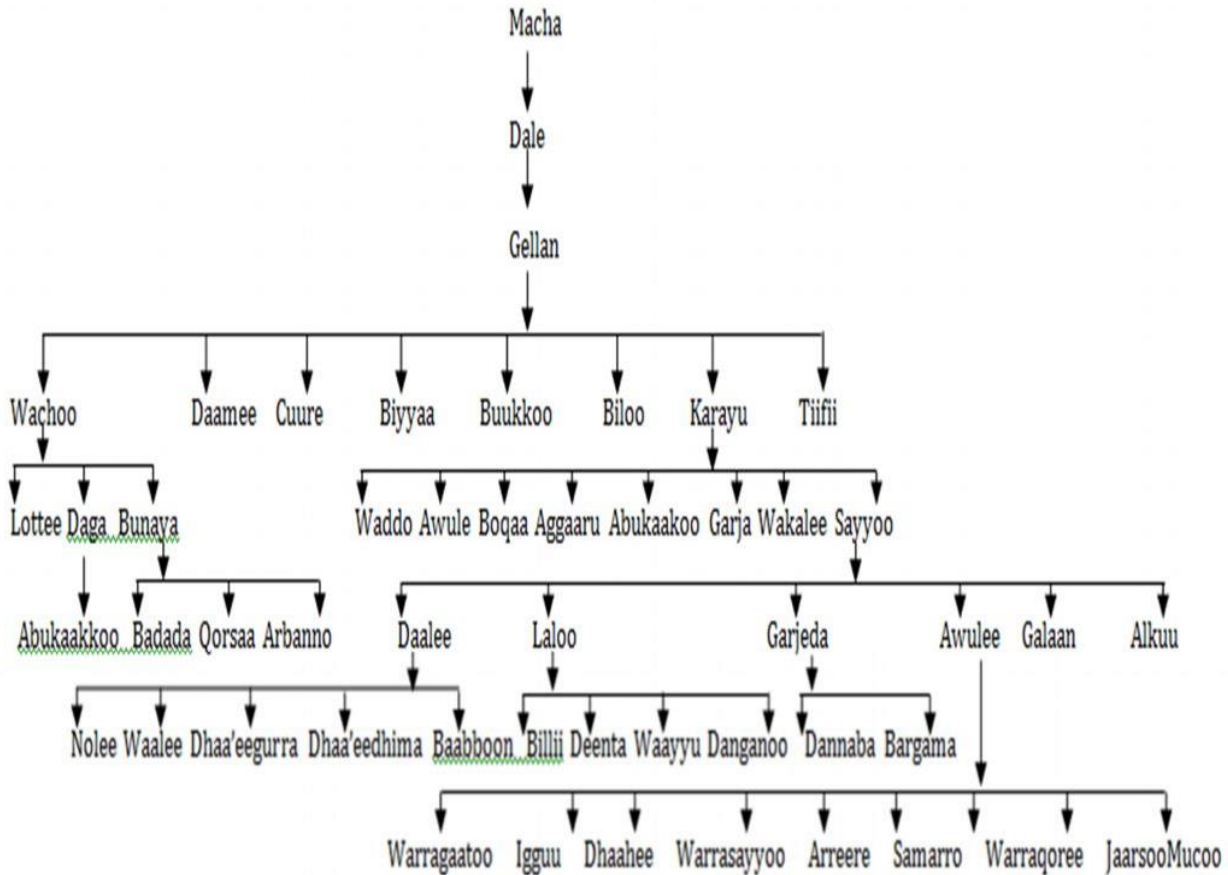 Macha
Dale
Gellan
Wachoo Daamee Cuure Biyyaa Buukkoo Biloo Karayu Tiifii
Lottee Daga Bunaya Waddo Awule Boqaa Aggaaru Abukaakoo Garja Wakalee Sayyoo
Abukaakkoo Badada Qorsaa Arbanno Daalee Laloo Garjeda Awulee Galaan Alkuu
Nolee Waalee Dhaa'eegurra Dhaa'eedhima Baabboon Billii Deenta Waayyu Danganoo Dannaba Bargama
Warragaatoo Igguu Dhaahee Warrasayyoo Arreere Samarro Warraqoree JaarsooMucoo